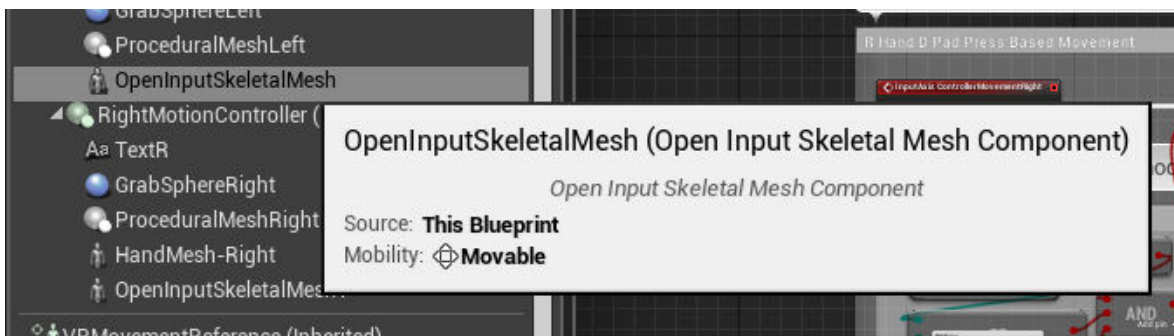 GrabSphereLeft
ProceduralMeshLeft
OpenInputSkeletalMesh
RightMotionController (
Aa TextR
GrabSphereRight
ProceduralMeshRight
HandMesh-Right
OpenInputSkeletalMes
VRMovementReference (Inherited)
R Hand D Pad Press Based Movement
InputAxis ControllerMovementRight
OpenInputSkeletalMesh (Open Input Skeletal Mesh Component)
Open Input Skeletal Mesh Component
Source: This Blueprint
Mobility: Movable
AND